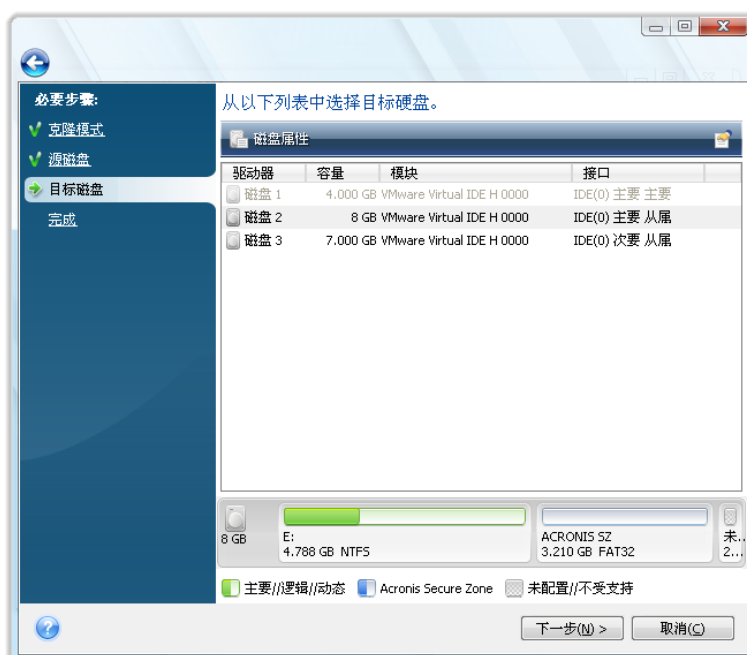 必要步骤:
克隆模式
源磁盘
目标磁盘
完成
从以下列表中选择目标硬盘。
磁盘属性
驱动器 容量 模块 接口
磁盘 1 4.000 GB VMware Virtual IDE H 0000 IDE(0) 主要 主要
磁盘 2 8 GB VMware Virtual IDE H 0000 IDE(0) 主要 从属
磁盘 3 7.000 GB VMware Virtual IDE H 0000 IDE(0) 次要 从属
8 GB
E:
4.788 GB NTFS
ACRONIS SZ
3.210 GB FAT32
未..
2...
主要//逻辑//动态 Acronis Secure Zone 未配置//不受支持
下一步(N) > 取消(C)